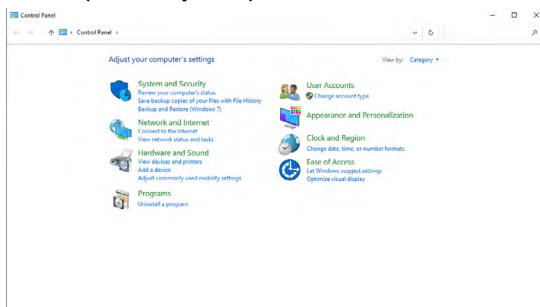 Control Panel
Control Panel
Adjust your computer's settings
View by: Category
System and Security
Review your computer's status
Save backup copies of your files with File History
Backup and Restore (Windows 7)
Network and Internet
Connect to the Internet
View network status and tasks
Hardware and Sound
View devices and printers
Add a device
Adjust commonly used mobility settings
Programs
Uninstall a program
User Accounts
Change account type
Appearance and Personalization
Clock and Region
Change date, time, or number formats
Ease of Access
Let Windows suggest settings
Optimize visual display